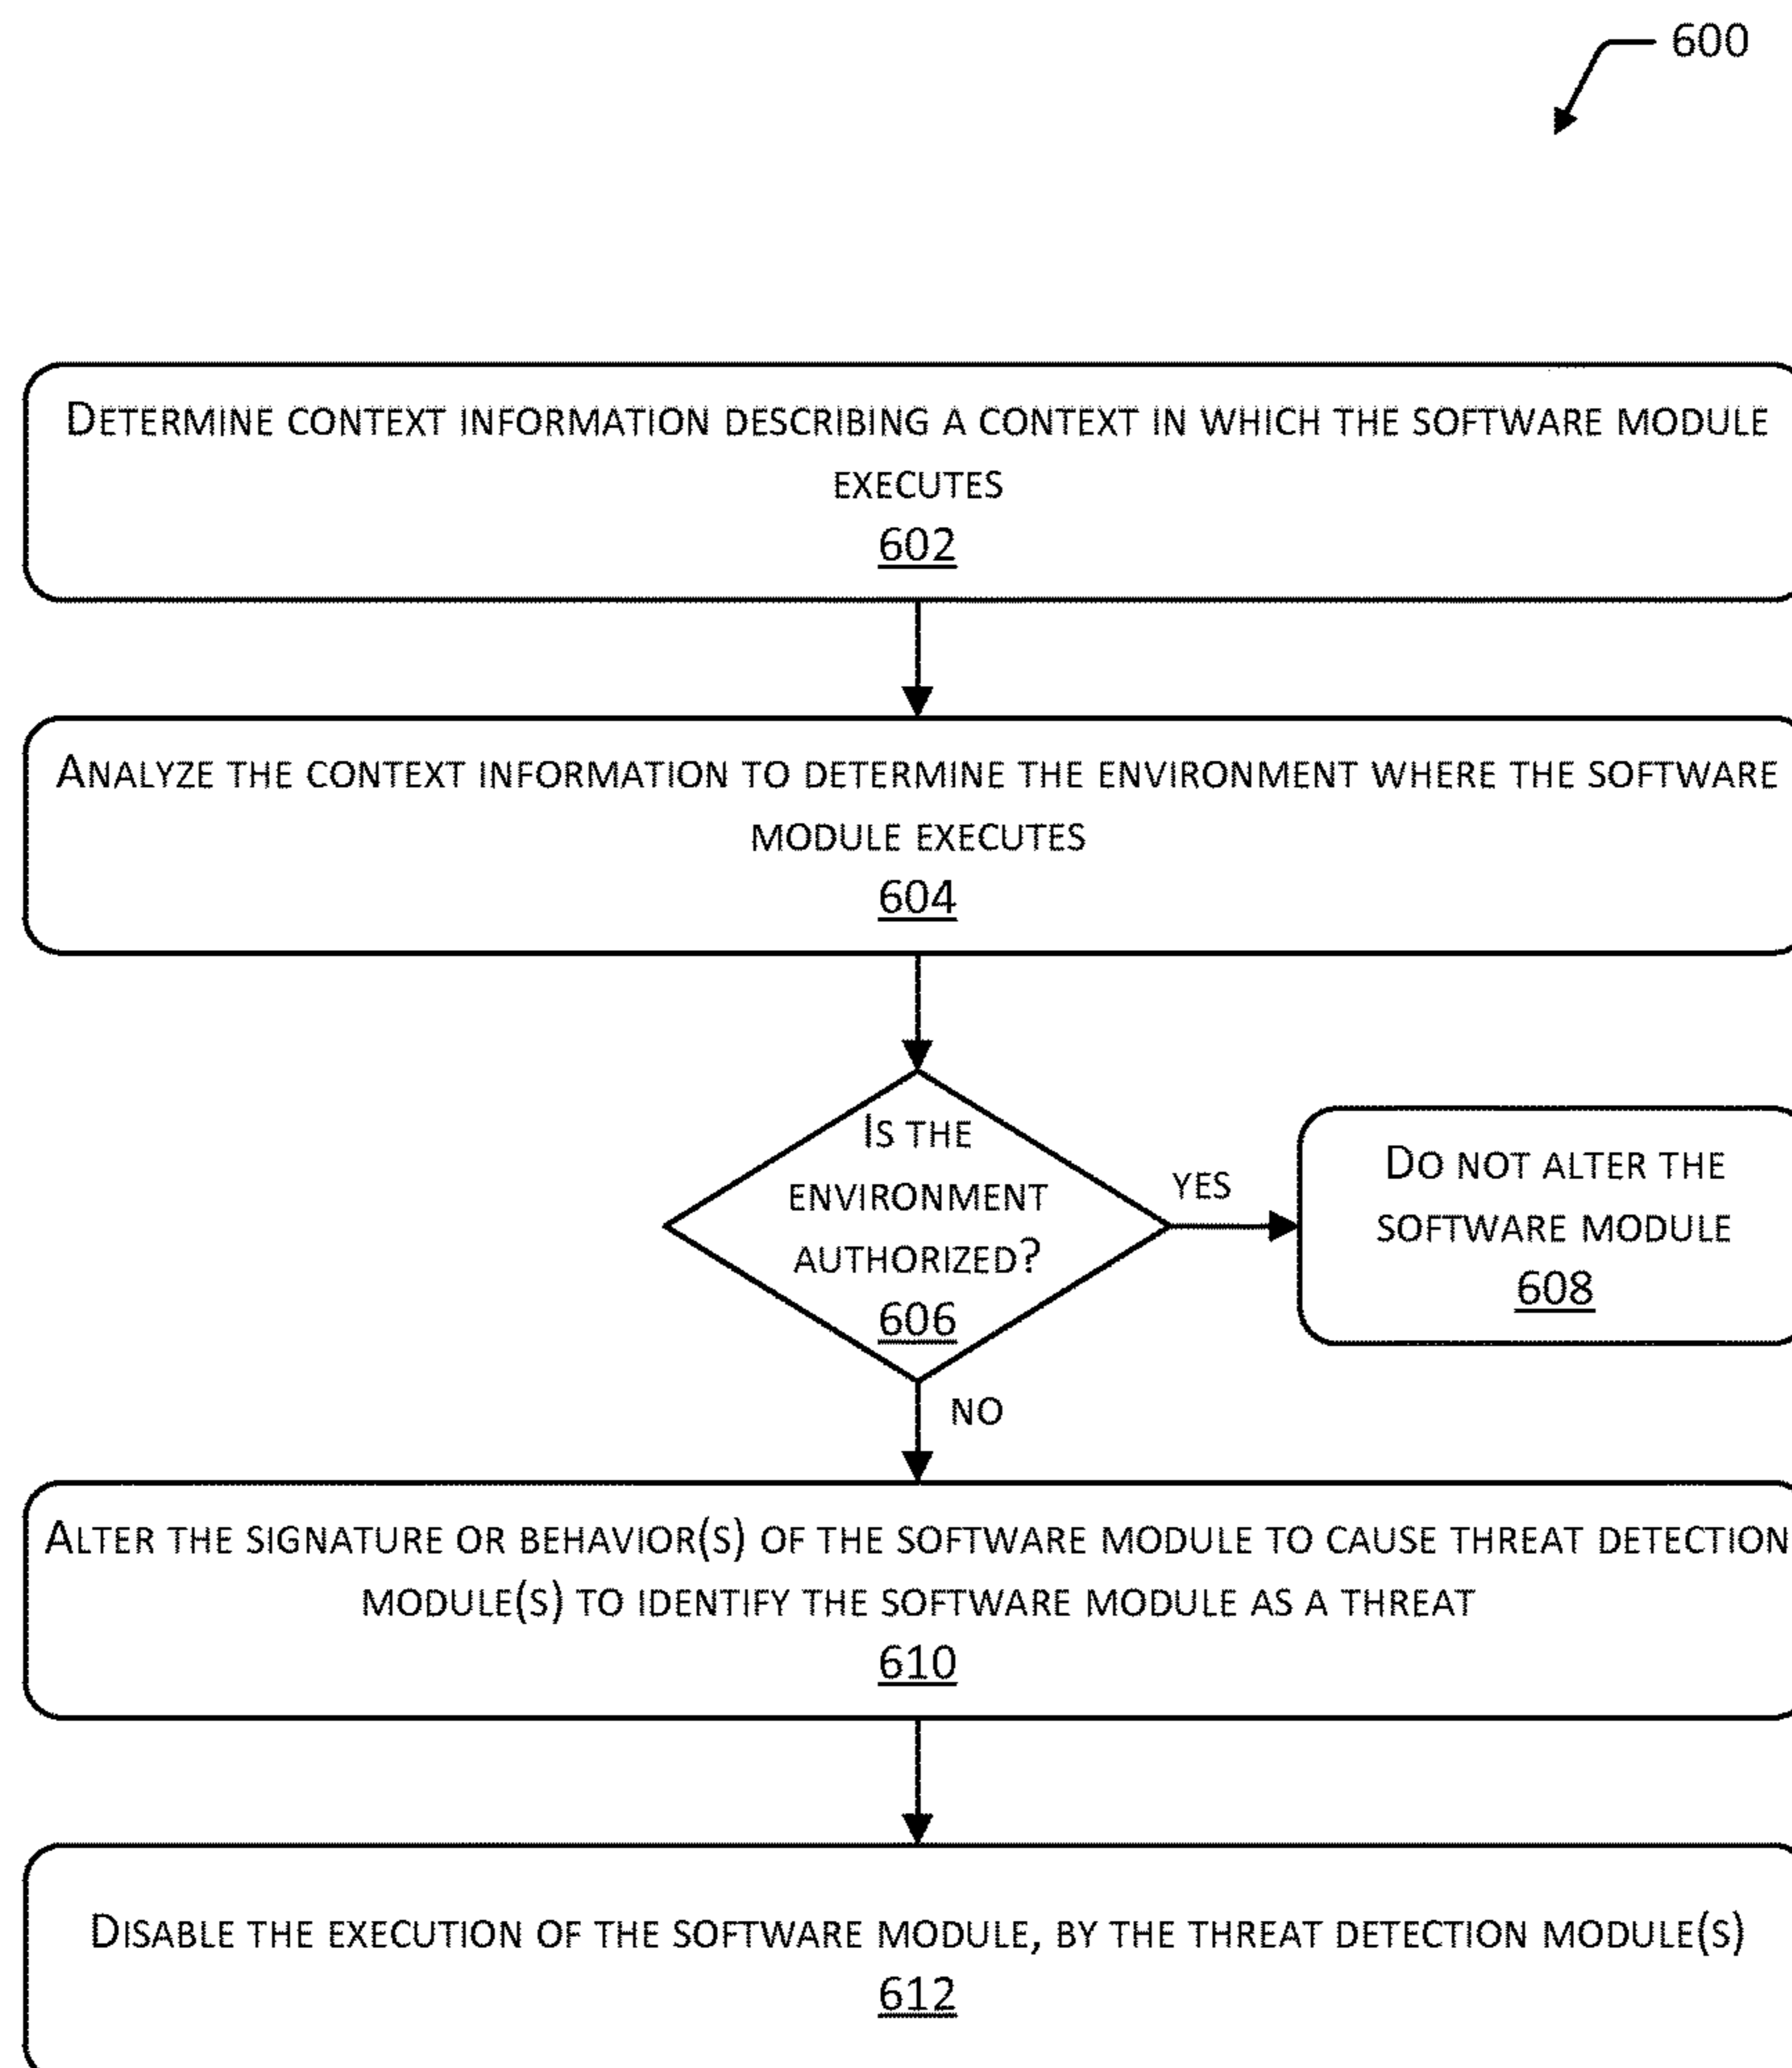 600
DETERMINE CONTEXT INFORMATION DESCRIBING A CONTEXT IN WHICH THE SOFTWARE MODULE
EXECUTES
602
ANALYZE THE CONTEXT INFORMATION TO DETERMINE THE ENVIRONMENT WHERE THE SOFTWARE
MODULE EXECUTES
604
IS THE
ENVIRONMENT
AUTHORIZED?
606
YES
DO NOT ALTER THE
SOFTWARE MODULE
608
NO
ALTER THE SIGNATURE OR BEHAVIOR(S) OF THE SOFTWARE MODULE TO CAUSE THREAT DETECTION
MODULE(S) TO IDENTIFY THE SOFTWARE MODULE AS A THREAT
610
DISABLE THE EXECUTION OF THE SOFTWARE MODULE, BY THE THREAT DETECTION MODULE(S)
612